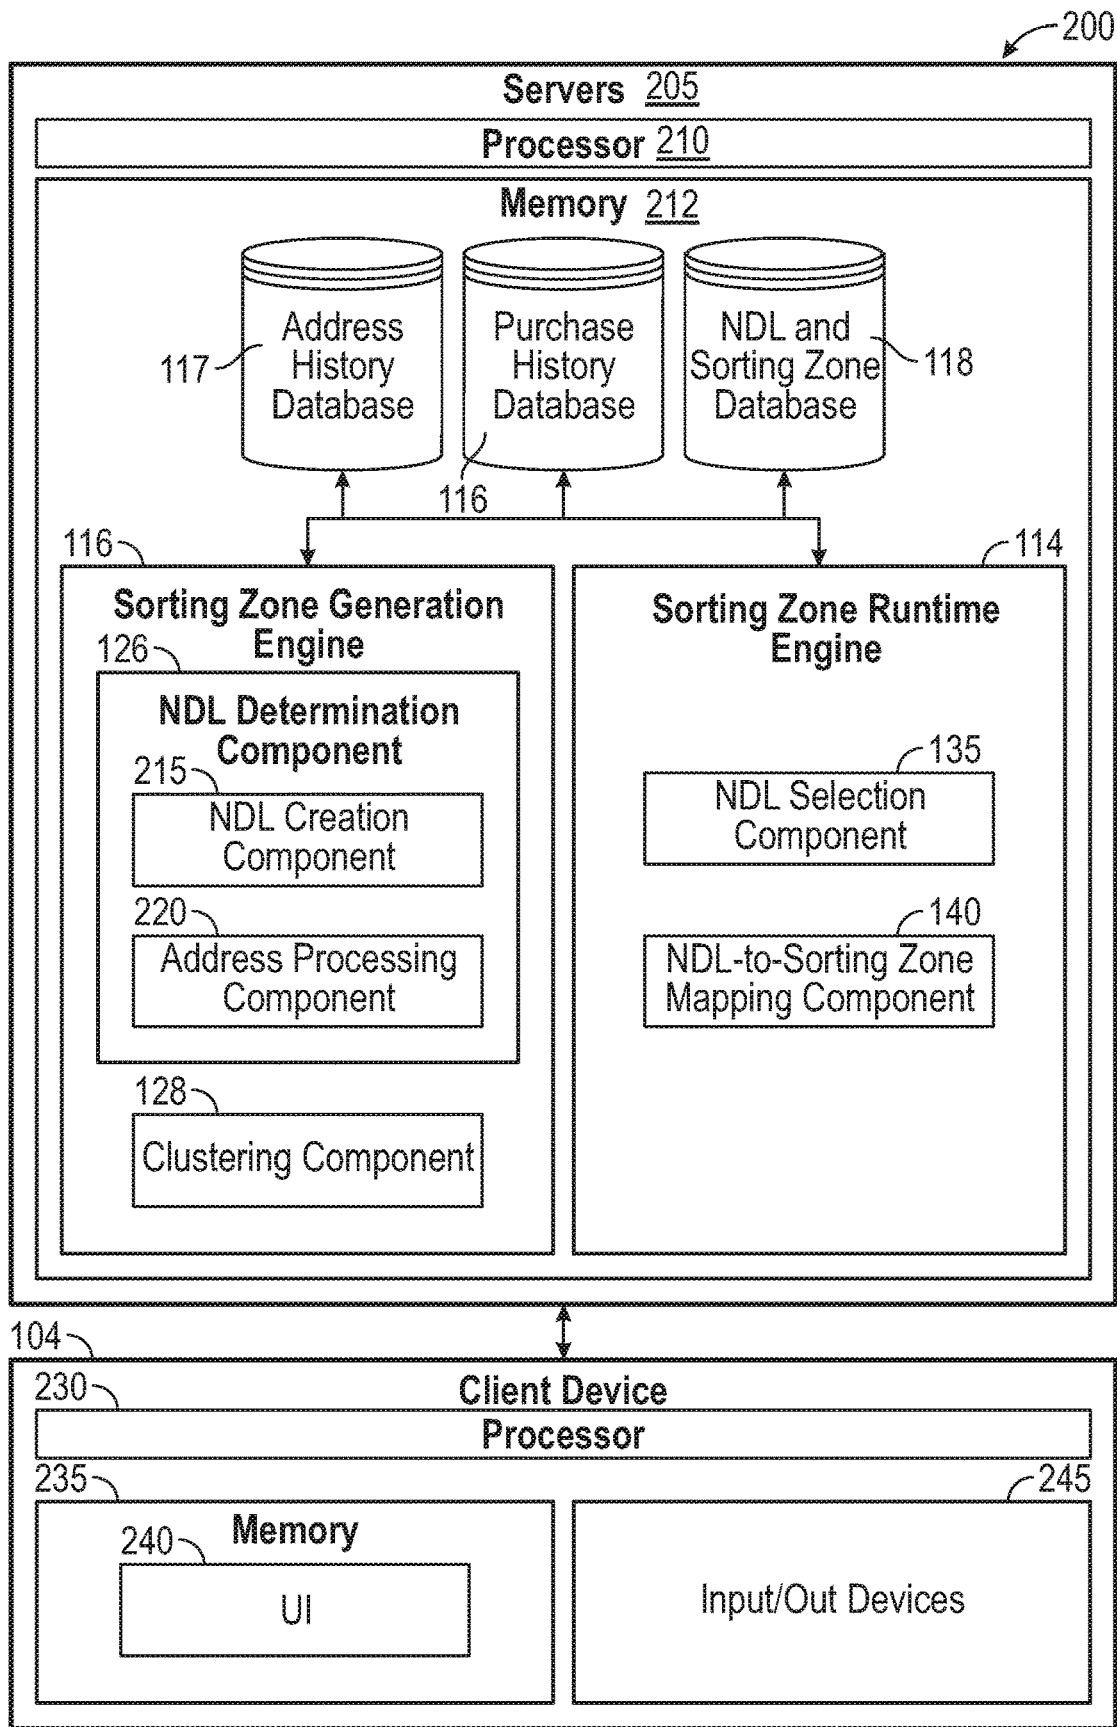 200
Servers 205
Processor 210
Memory 212
Address
History
Database
117
Purchase
History
Database
116
NDL and
Sorting Zone
Database
118
116
Sorting Zone Generation
Engine
126
NDL Determination
Component
215
NDL Creation
Component
220
Address Processing
Component
128
Clustering Component
114
Sorting Zone Runtime
Engine
135
NDL Selection
Component
140
NDL-to-Sorting Zone
Mapping Component
104
Client Device
230
Processor
235
Memory
240
UI
245
Input/Out Devices